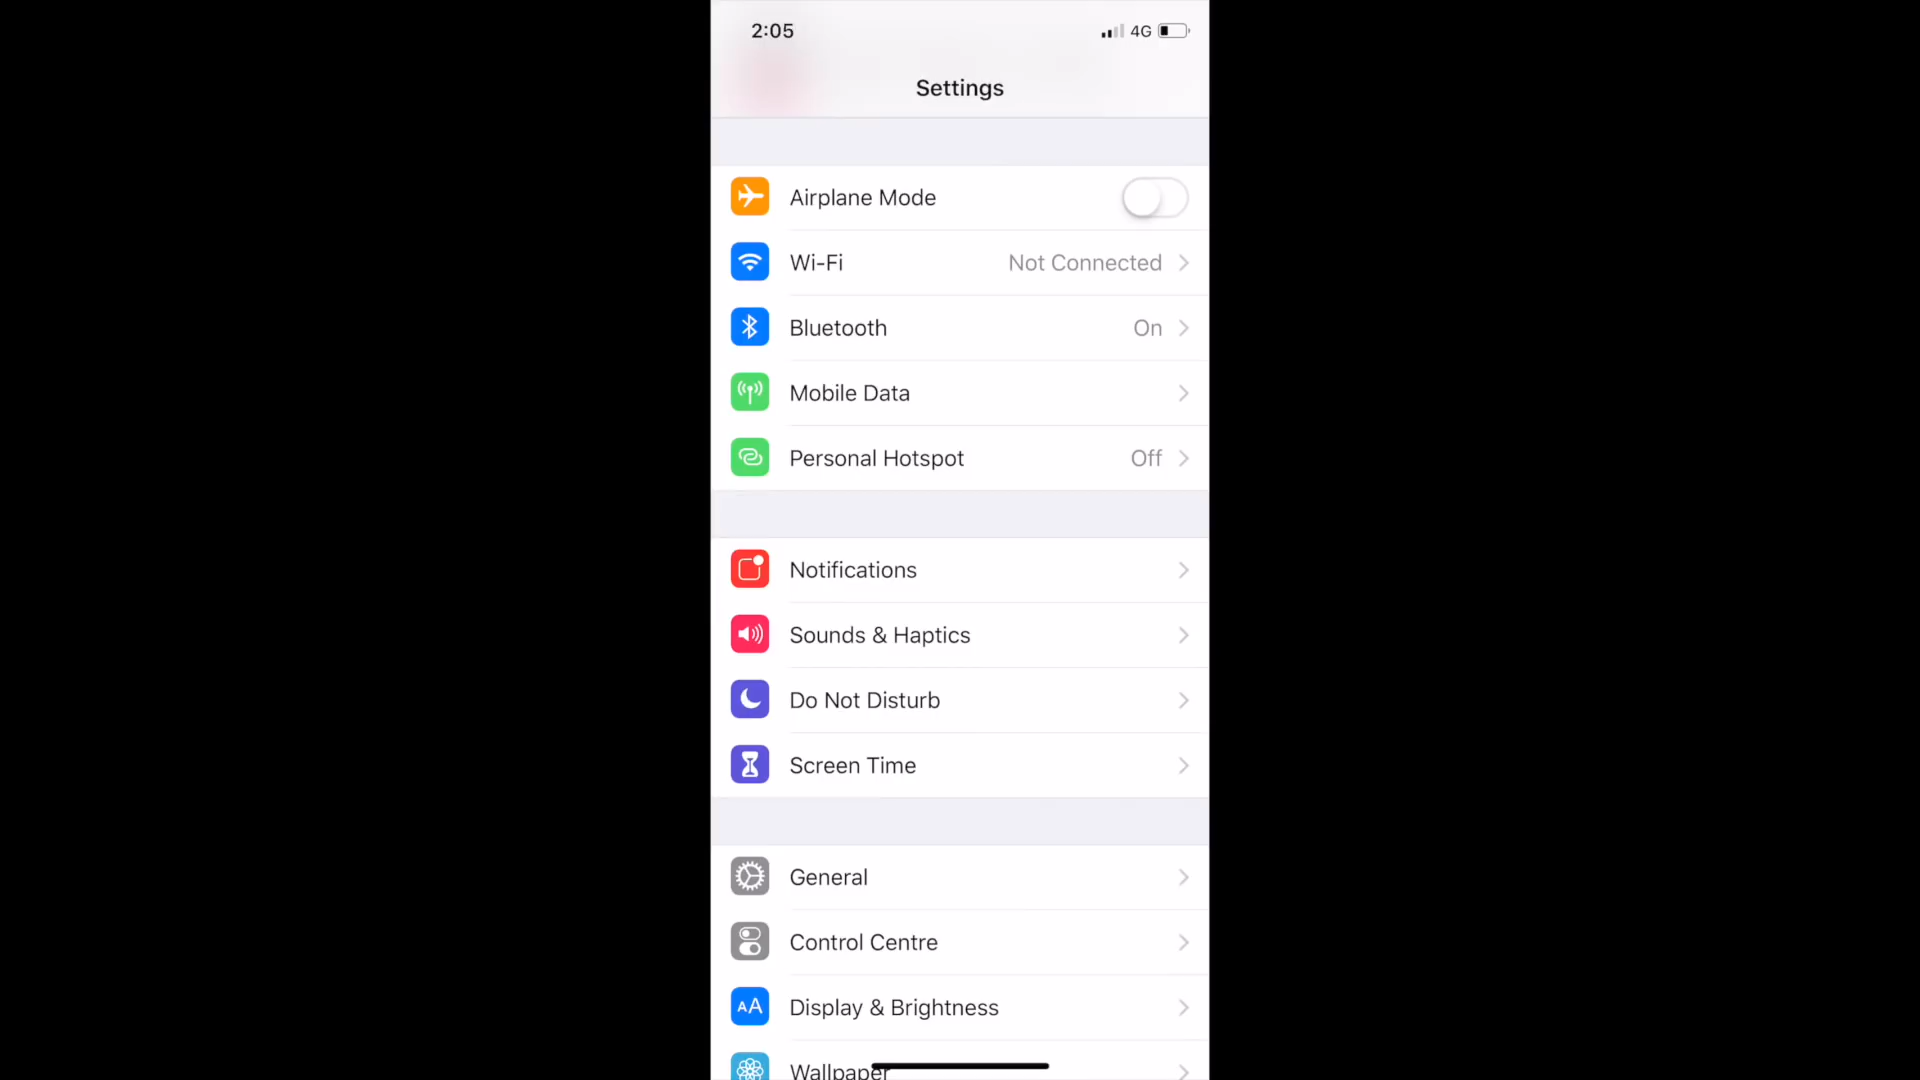 2:05 4G
Settings
Airplane Mode
Wi-Fi Not Connected
Bluetooth On
Mobile Data
Personal Hotspot Off
Notifications
Sounds & Haptics
Do Not Disturb
Screen Time
General
Control Centre
AA Display & Brightness
Wallpaper